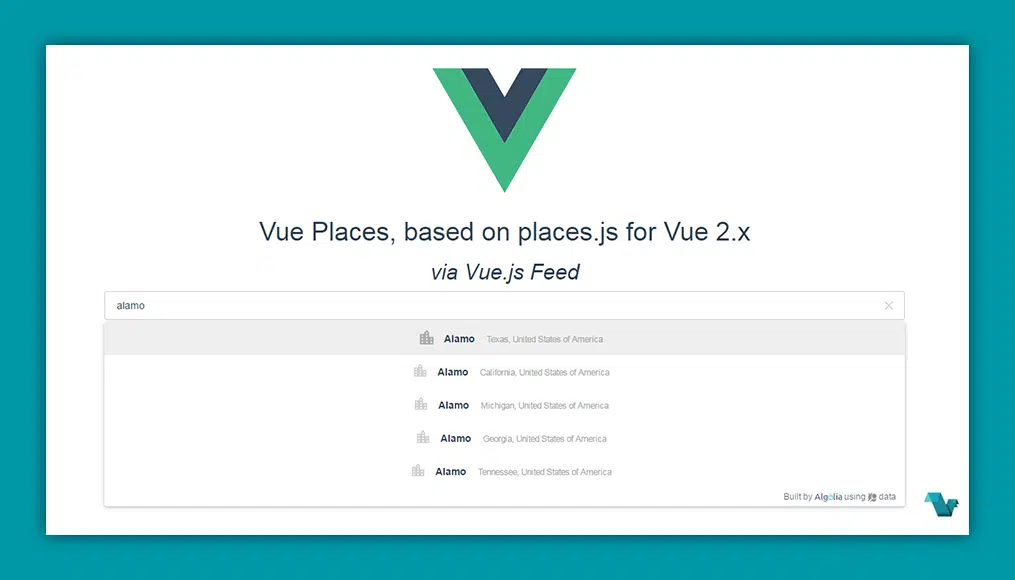 Vue Places, based on places.js for Vue 2.x
via Vue.js Feed
alamo
Alamo Texas, United States of America
Alamo California, United States of America
Alamo Michigan, United States of America
Alamo Georgia, United States of America
Alamo Tennessee, United States of America
Built by Algolia using data